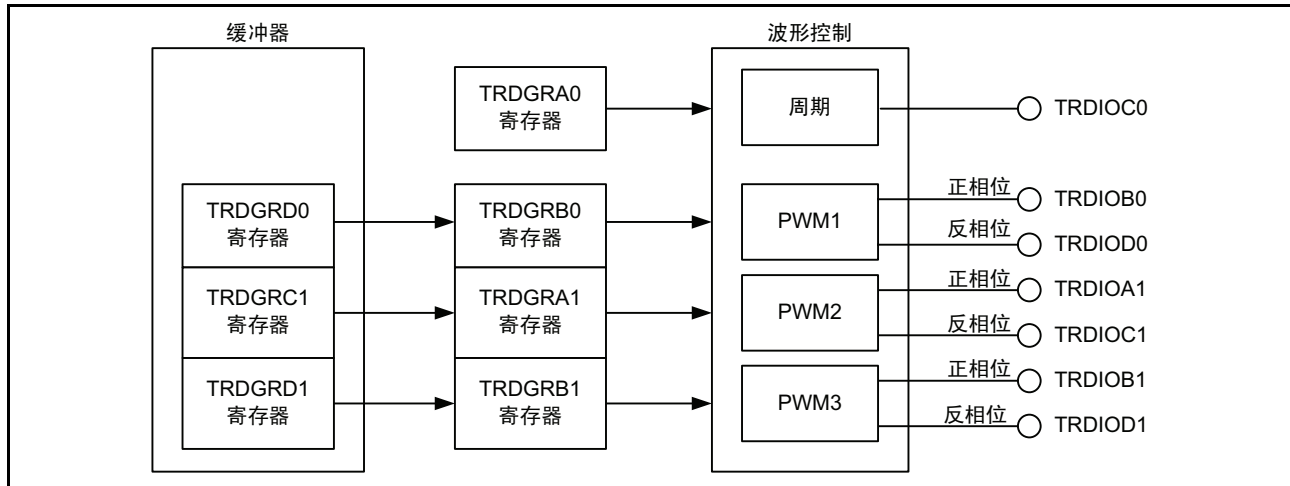 缓冲器
波形控制
TRDGRA0
寄存器
周期
TRDIOC0
TRDGRD0
寄存器
TRDGRB0
寄存器
PWM1
正相位
TRDIOB0
反相位
TRDIOD0
TRDGRC1
寄存器
TRDGRA1
寄存器
PWM2
正相位
TRDIOA1
反相位
TRDIOC1
TRDGRD1
寄存器
TRDGRB1
寄存器
PWM3
正相位
TRDIOB1
反相位
TRDIOD1